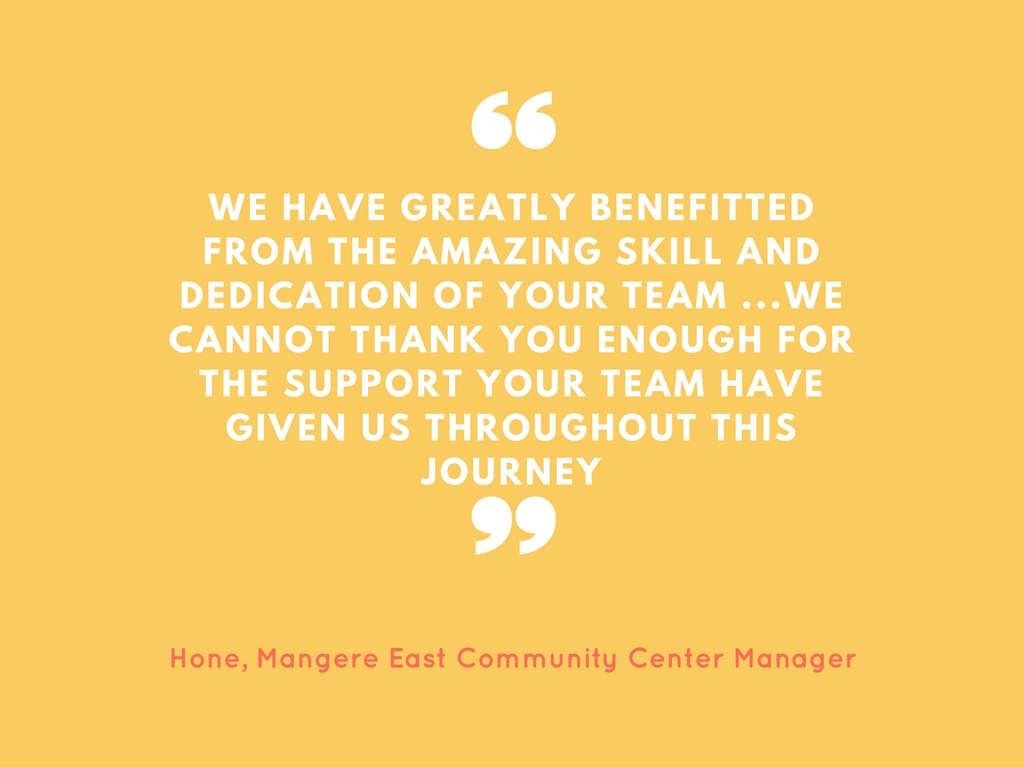 “
WE HAVE GREATLY BENEFITTED
FROM THE AMAZING SKILL AND
DEDICATION OF YOUR TEAM ...WE
CANNOT THANK YOU ENOUGH FOR
THE SUPPORT YOUR TEAM HAVE
GIVEN US THROUGHOUT THIS
JOURNEY
”
Hone, Mangere East Community Center Manager